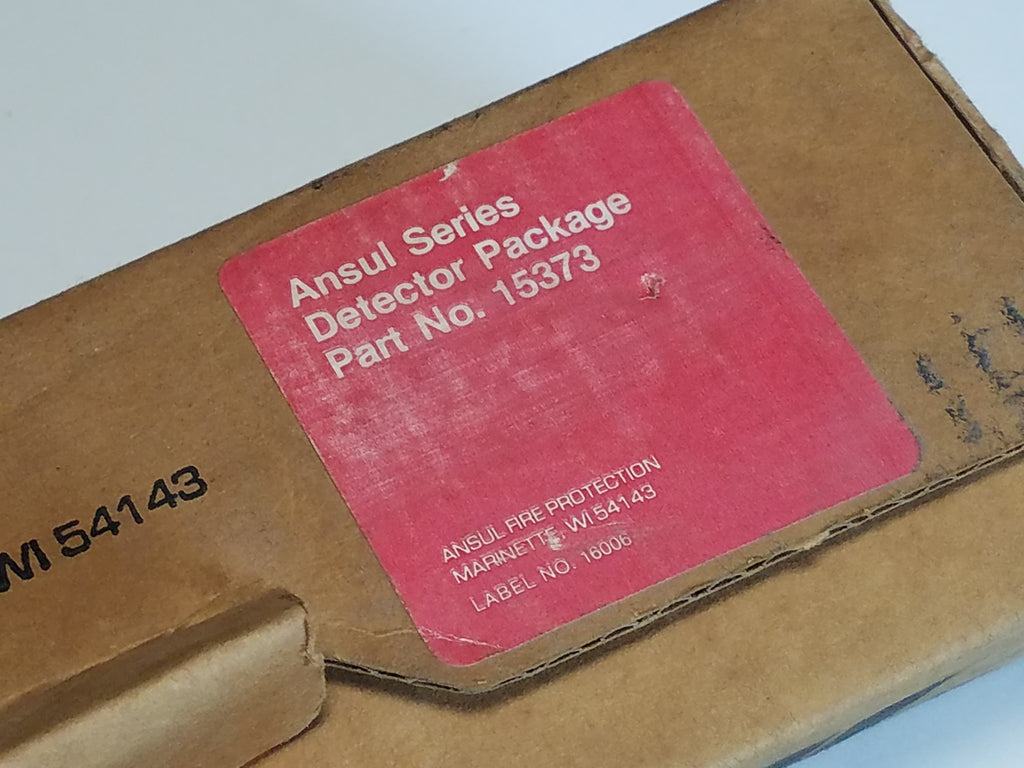 Ansul Series
Detector Package
Part No. 15373
ANSUL FIRE PROTECTION
MARINETTE, WI 54143
LABEL NO. 16006
WI 54143